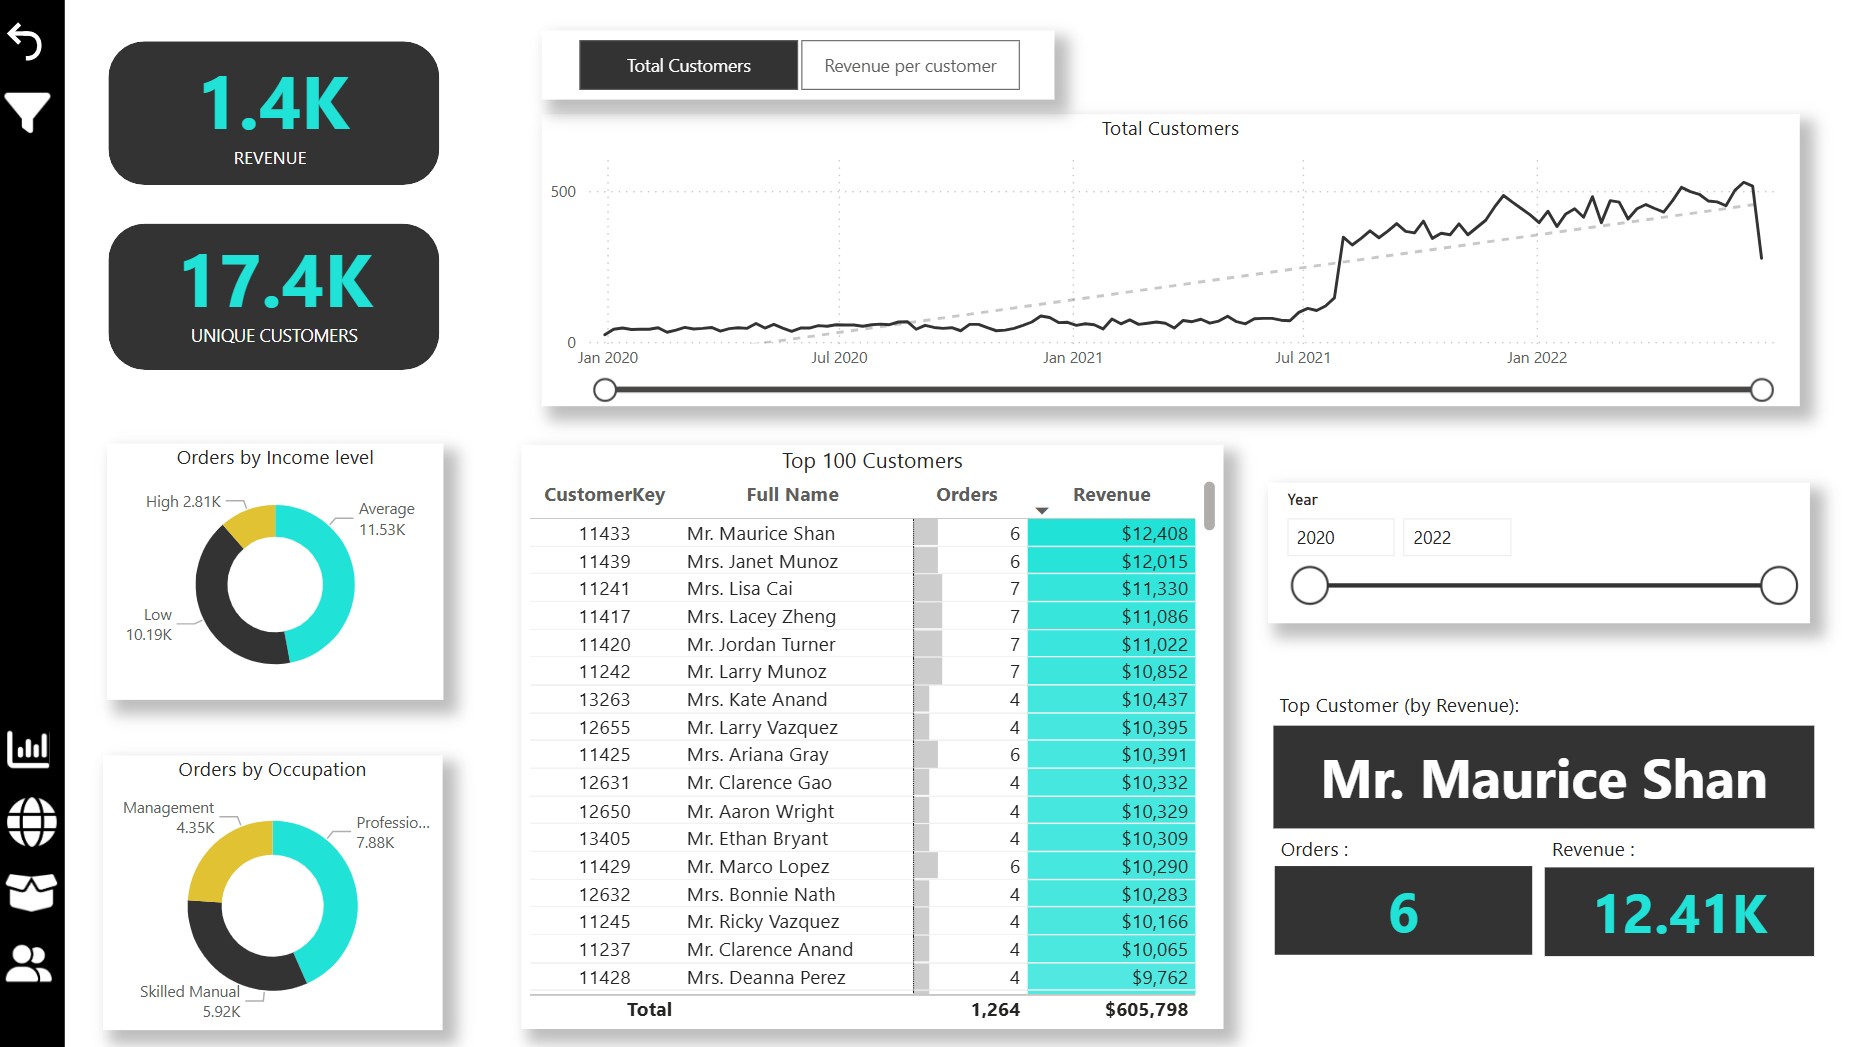 1.4K
REVENUE
17.4K
UNIQUE CUSTOMERS
Total Customers Revenue per customer
Total Customers
500
0
Jan 2020 Jul 2020 Jan 2021 Jul 2021 Jan 2022
Orders by Income level
High 2.81K
Average
11.53K
Low
10.19K
Orders by Occupation
Management
4.35K
Professio...
7.88K
Skilled Manual
5.92K
Top 100 Customers
CustomerKey Full Name Orders Revenue
11433 Mr. Maurice Shan 6 $12,408
11439 Mrs. Janet Munoz 6 $12,015
11241 Mrs. Lisa Cai 7 $11,330
11417 Mrs. Lacey Zheng 7 $11,086
11420 Mr. Jordan Turner 7 $11,022
11242 Mr. Larry Munoz 7 $10,852
13263 Mrs. Kate Anand 4 $10,437
12655 Mr. Larry Vazquez 4 $10,395
11425 Mrs. Ariana Gray 6 $10,391
12631 Mr. Clarence Gao 4 $10,332
12650 Mr. Aaron Wright 4 $10,329
13405 Mr. Ethan Bryant 4 $10,309
11429 Mr. Marco Lopez 6 $10,290
12632 Mrs. Bonnie Nath 4 $10,283
11245 Mr. Ricky Vazquez 4 $10,166
11237 Mr. Clarence Anand 4 $10,065
11428 Mrs. Deanna Perez 4 $9,762
Total 1,264 $605,798
Year
2020 2022
Top Customer (by Revenue):
Mr. Maurice Shan
Orders : Revenue :
6 12.41K